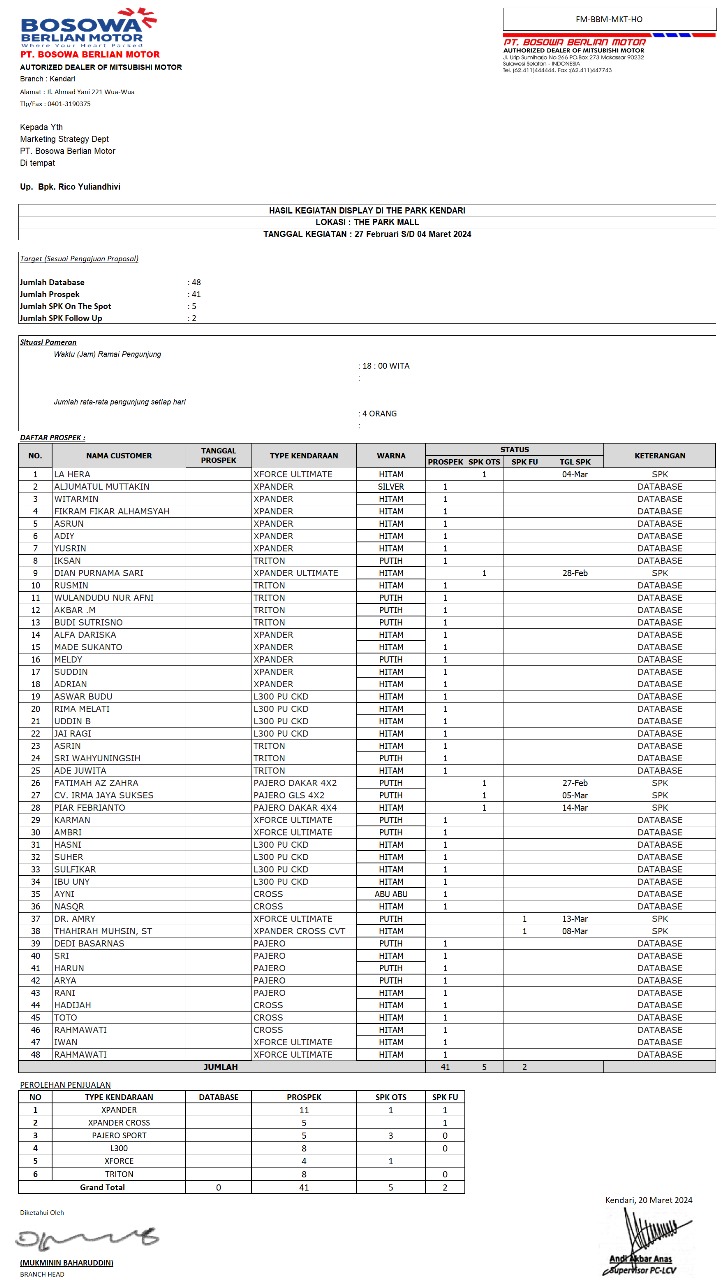 BOSOWA
BERLIAN MOTOR
Where Your Heart Parked
PT. BOSOWA BERLIAN MOTOR
AUTORIZED DEALER OF MITSUBISHI MOTOR
Branch : Kendari
Alamat : Jl. Ahmad Yani 221 Wua-Wua
Tlp/Fax : 0401-3190375
FM-BBM-MKT-HO
PT. BOSOWA BERLIAN MOTOR
AUTHORIZED DEALER OF MITSUBISHI MOTOR
Jl. Urip Sumiharjo No.266 PO.Box 273 Makassar 90232
Sulawesi Selatan - INDONESIA
Tel. (62.411)444444. Fax (62.411)447743
Kepada Yth
Marketing Strategy Dept
PT. Bosowa Berlian Motor
Di tempat
Up. Bpk. Rico Yuliandhivi
HASIL KEGIATAN DISPLAY DI THE PARK KENDARI
LOKASI : THE PARK MALL
TANGGAL KEGIATAN : 27 Februari S/D 04 Maret 2024
Target (Sesuai Pengajuan Proposal)
Jumlah Database : 48
Jumlah Prospek : 41
Jumlah SPK On The Spot : 5
Jumlah SPK Follow Up : 2
Situasi Pameran
Waktu (Jam) Ramai Pengunjung
: 18 : 00 WITA
:
Jumlah rata-rata pengunjung setiap hari
: 4 ORANG
:
DAFTAR PROSPEK :
NO. NAMA CUSTOMER TANGGAL PROSPEK TYPE KENDARAAN WARNA STATUS KETERANGAN
PROSPEK SPK OTS SPK FU TGL SPK
1 LA HERA XFORCE ULTIMATE HITAM 1 04-Mar SPK
2 ALJUMATUL MUTTAKIN XPANDER SILVER 1 DATABASE
3 WITARMIN XPANDER HITAM 1 DATABASE
4 FIKRAM FIKAR ALHAMSYAH XPANDER HITAM 1 DATABASE
5 ASRUN XPANDER HITAM 1 DATABASE
6 ADIY XPANDER HITAM 1 DATABASE
7 YUSRIN XPANDER HITAM 1 DATABASE
8 IKSAN TRITON PUTIH 1 DATABASE
9 DIAN PURNAMA SARI XPANDER ULTIMATE HITAM 1 28-Feb SPK
10 RUSMIN TRITON HITAM 1 DATABASE
11 WULANDUDU NUR AFNI TRITON PUTIH 1 DATABASE
12 AKBAR .M TRITON PUTIH 1 DATABASE
13 BUDI SUTRISNO TRITON PUTIH 1 DATABASE
14 ALFA DARISKA XPANDER HITAM 1 DATABASE
15 MADE SUKANTO XPANDER HITAM 1 DATABASE
16 MELDY XPANDER PUTIH 1 DATABASE
17 SUDDIN XPANDER HITAM 1 DATABASE
18 ADRIAN XPANDER HITAM 1 DATABASE
19 ASWAR BUDU L300 PU CKD HITAM 1 DATABASE
20 RIMA MELATI L300 PU CKD HITAM 1 DATABASE
21 UDDIN B L300 PU CKD HITAM 1 DATABASE
22 JAI RAGI L300 PU CKD HITAM 1 DATABASE
23 ASRIN TRITON HITAM 1 DATABASE
24 SRI WAHYUNINGSIH TRITON PUTIH 1 DATABASE
25 ADE JUWITA TRITON HITAM 1 DATABASE
26 FATIMAH AZ ZAHRA PAJERO DAKAR 4X2 PUTIH 1 27-Feb SPK
27 CV. IRMA JAYA SUKSES PAJERO GLS 4X2 PUTIH 1 05-Mar SPK
28 PIAR FEBRIANTO PAJERO DAKAR 4X4 HITAM 1 14-Mar SPK
29 KARMAN XFORCE ULTIMATE PUTIH 1 DATABASE
30 AMBRI XFORCE ULTIMATE PUTIH 1 DATABASE
31 HASNI L300 PU CKD HITAM 1 DATABASE
32 SUHER L300 PU CKD HITAM 1 DATABASE
33 SULFIKAR L300 PU CKD HITAM 1 DATABASE
34 IBU UNY L300 PU CKD HITAM 1 DATABASE
35 AYNI CROSS ABU ABU 1 DATABASE
36 NASQR CROSS HITAM 1 DATABASE
37 DR. AMRY XFORCE ULTIMATE PUTIH 1 13-Mar SPK
38 THAHIRAH MUHSIN, ST XPANDER CROSS CVT HITAM 1 08-Mar SPK
39 DEDI BASARNAS PAJERO PUTIH 1 DATABASE
40 SRI PAJERO HITAM 1 DATABASE
41 HARUN PAJERO PUTIH 1 DATABASE
42 ARYA PAJERO PUTIH 1 DATABASE
43 RANI PAJERO HITAM 1 DATABASE
44 HADIJAH CROSS HITAM 1 DATABASE
45 TOTO CROSS HITAM 1 DATABASE
46 RAHMAWATI CROSS HITAM 1 DATABASE
47 IWAN XFORCE ULTIMATE HITAM 1 DATABASE
48 RAHMAWATI XFORCE ULTIMATE HITAM 1 DATABASE
JUMLAH 41 5 2
PEROLEHAN PENJUALAN
NO TYPE KENDARAAN DATABASE PROSPEK SPK OTS SPK FU
1 XPANDER 11 1 1
2 XPANDER CROSS 5 1
3 PAJERO SPORT 5 3 0
4 L300 8 0
5 XFORCE 4 1
6 TRITON 8 0
Grand Total 0 41 5 2
Kendari, 20 Maret 2024
Diketahui Oleh
(MUKMININ BAHARUDDIN)
BRANCH HEAD
Andi Akbar Anas
Supervisor PC-LCV